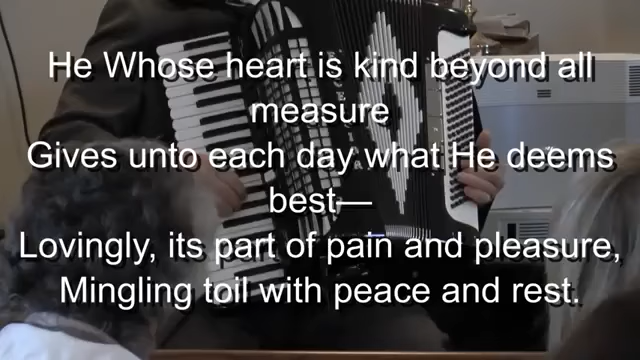 He Whose heart is kind beyond all
measure
Gives unto each day what He deems
best—
Lovingly, its part of pain and pleasure,
Mingling toil with peace and rest.